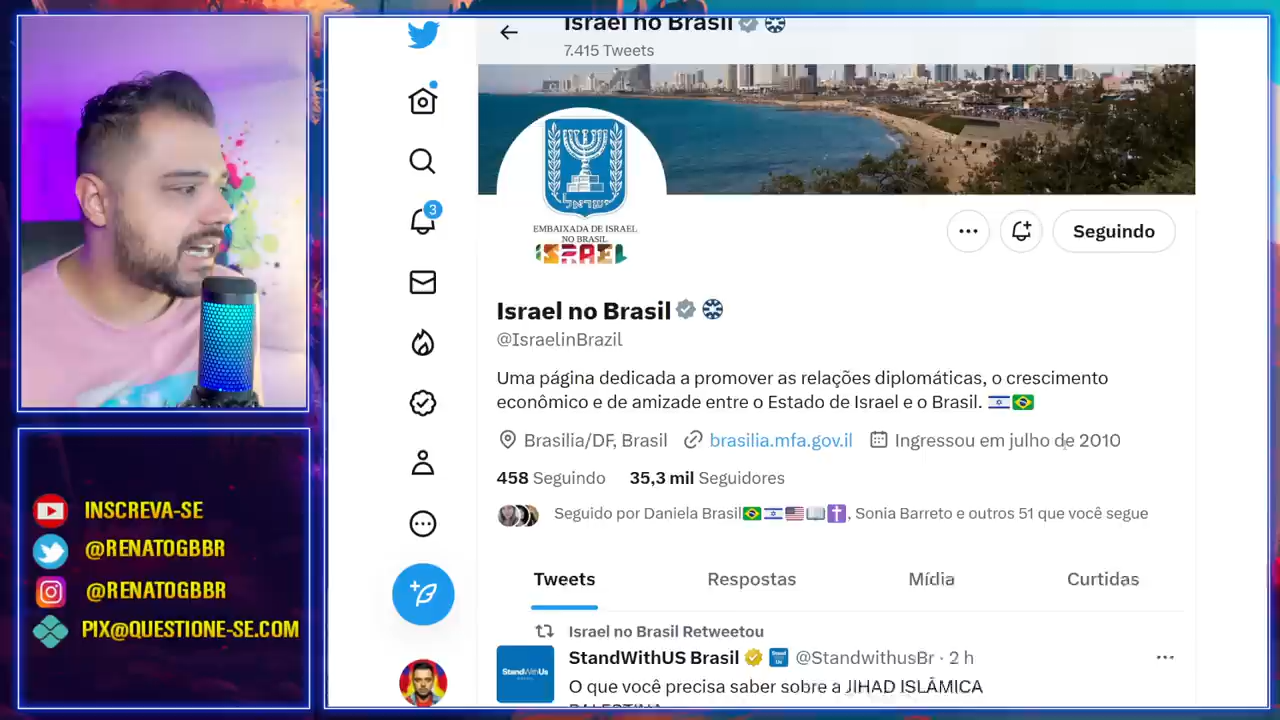 Israel no Brasil
7.415 Tweets
ישראל
EMBAIXADA DE ISRAEL
NO BRASIL
ISRAEL
Seguindo
3
Israel no Brasil
@IsraelinBrazil
Uma página dedicada a promover as relações diplomáticas, o crescimento
econômico e de amizade entre o Estado de Israel e o Brasil.
Brasilia/DF, Brasil brasilia.mfa.gov.il Ingressou em julho de 2010
458 Seguindo 35,3 mil Seguidores
Seguido por Daniela Brasil, Sonia Barreto e outros 51 que você segue
Tweets Respostas Mídia Curtidas
Israel no Brasil Retweetou
StandWithUS Brasil @StandwithusBr · 2 h
StandWithUs
O que você precisa saber sobre a JIHAD ISLÂMICA
PALESTINA
INSCREVA-SE
@RENATOGBBR
@RENATOGBBR
PIX@QUESTIONE-SE.COM